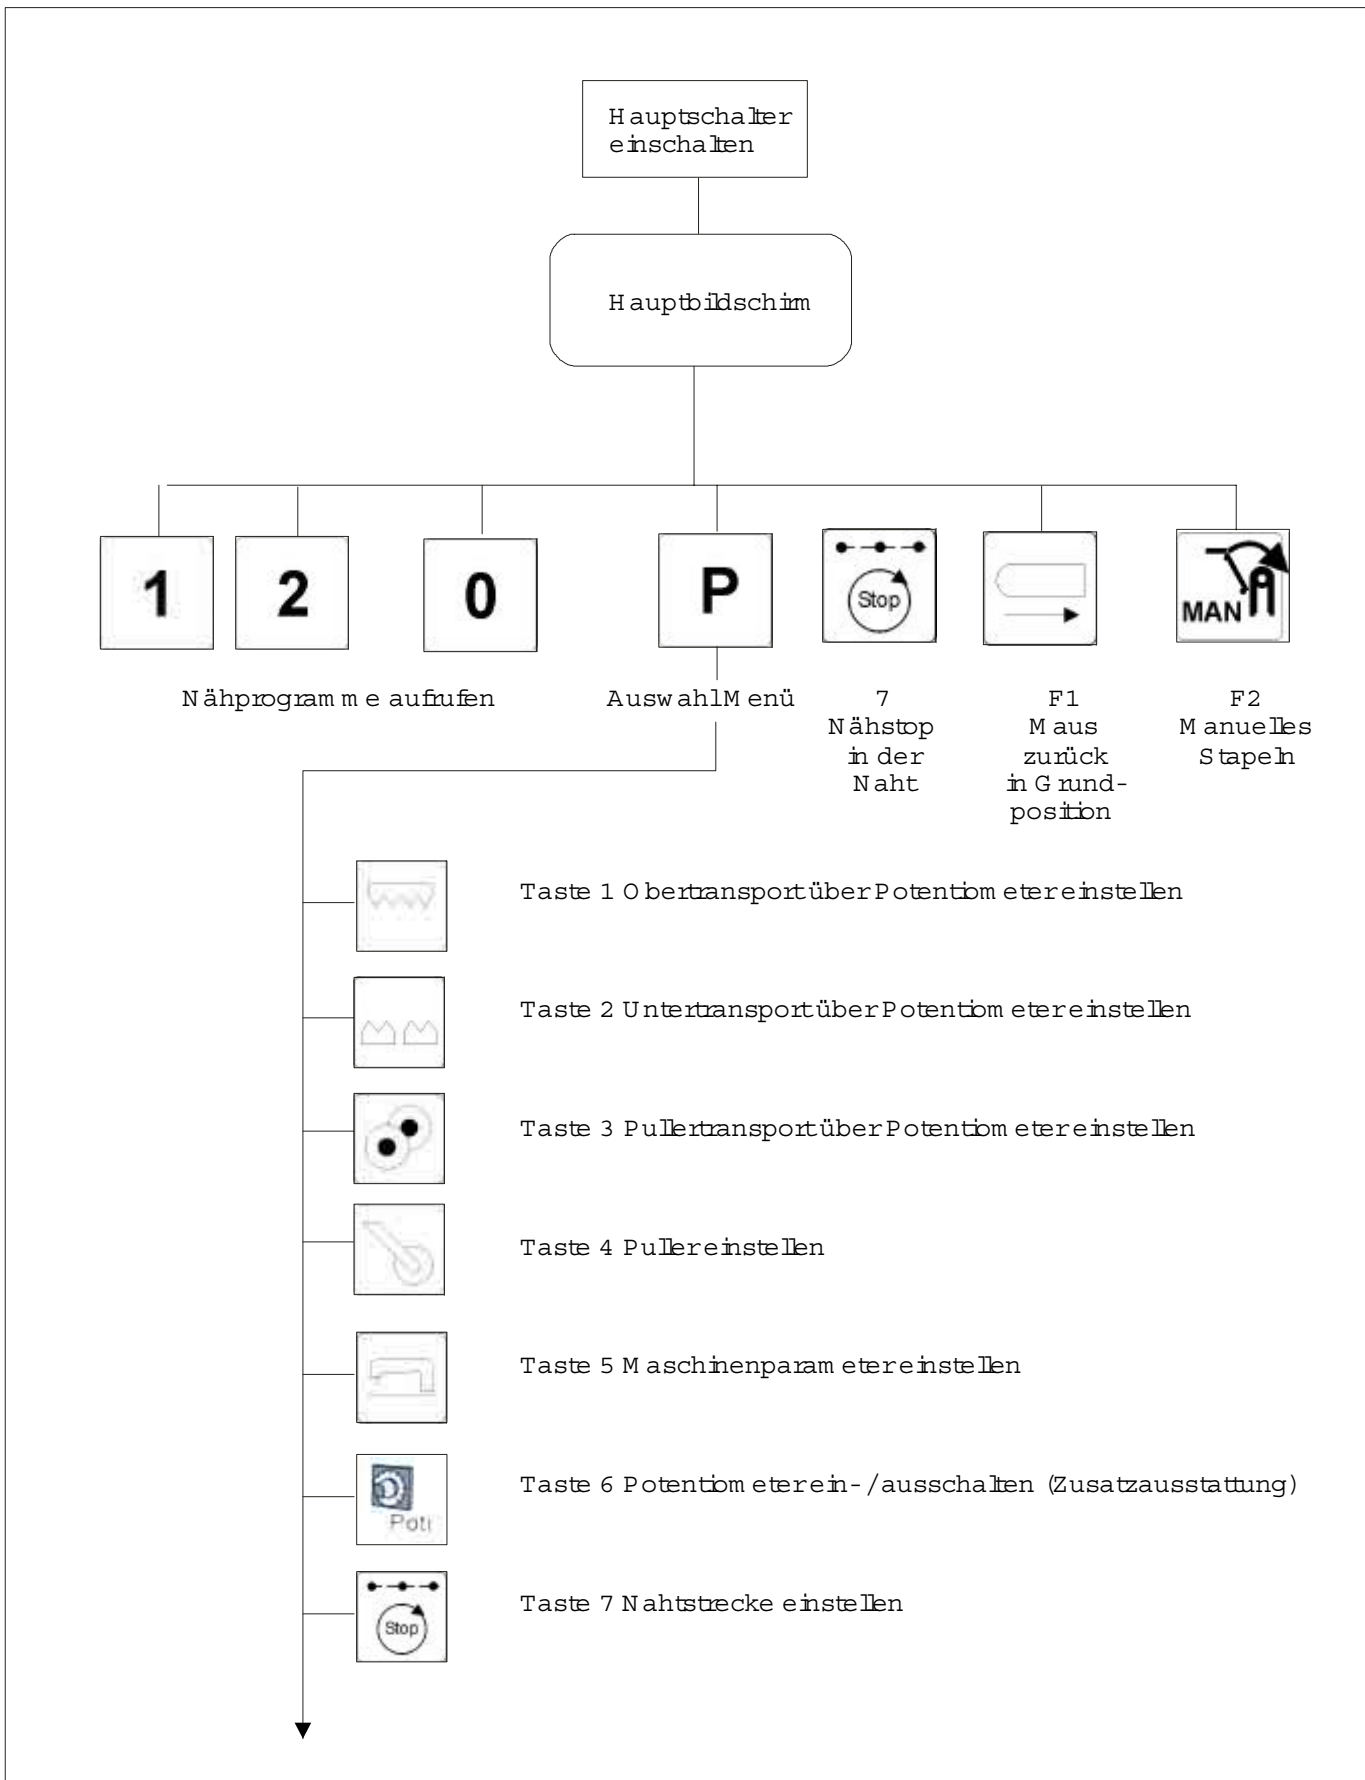 Hauptschalter
einschalten
Hauptbildschirm
1
2
0
P
Stop
MAN
Nähprogramme aufrufen
Auswahl Menü
7
Nähstop
in der
Naht
F1
Maus
zurück
in Grund-
position
F2
Manuelles
Stapeln
Taste 1 Obertransport über Potentiometer einstellen
Taste 2 Untertransport über Potentiometer einstellen
Taste 3 Pullertransport über Potentiometer einstellen
Taste 4 Puller einstellen
Taste 5 Maschinenparameter einstellen
Poti
Taste 6 Potentiometer ein-/ausschalten (Zusatzausstattung)
Stop
Taste 7 Nahtstrecke einstellen